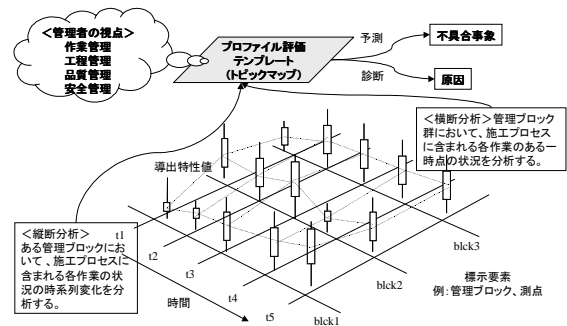 ＜管理者の視点＞
作業管理
工程管理
品質管理
安全管理
プロファイル評価
テンプレート
（トピックマップ）
予測
不具合事象
診断
原因
＜横断分析＞管理ブロック
群において、施工プロセス
に含まれる各作業のある一
時点の状況を分析する。
導出特性値
＜縦断分析＞
ある管理ブロックにお
いて、施工プロセスに
含まれる各作業の状
況の時系列変化を分
析する。
t1
t2
t3
t4
t5
時間
blck1
blck2
blck3
標示要素
例：管理ブロック、測点